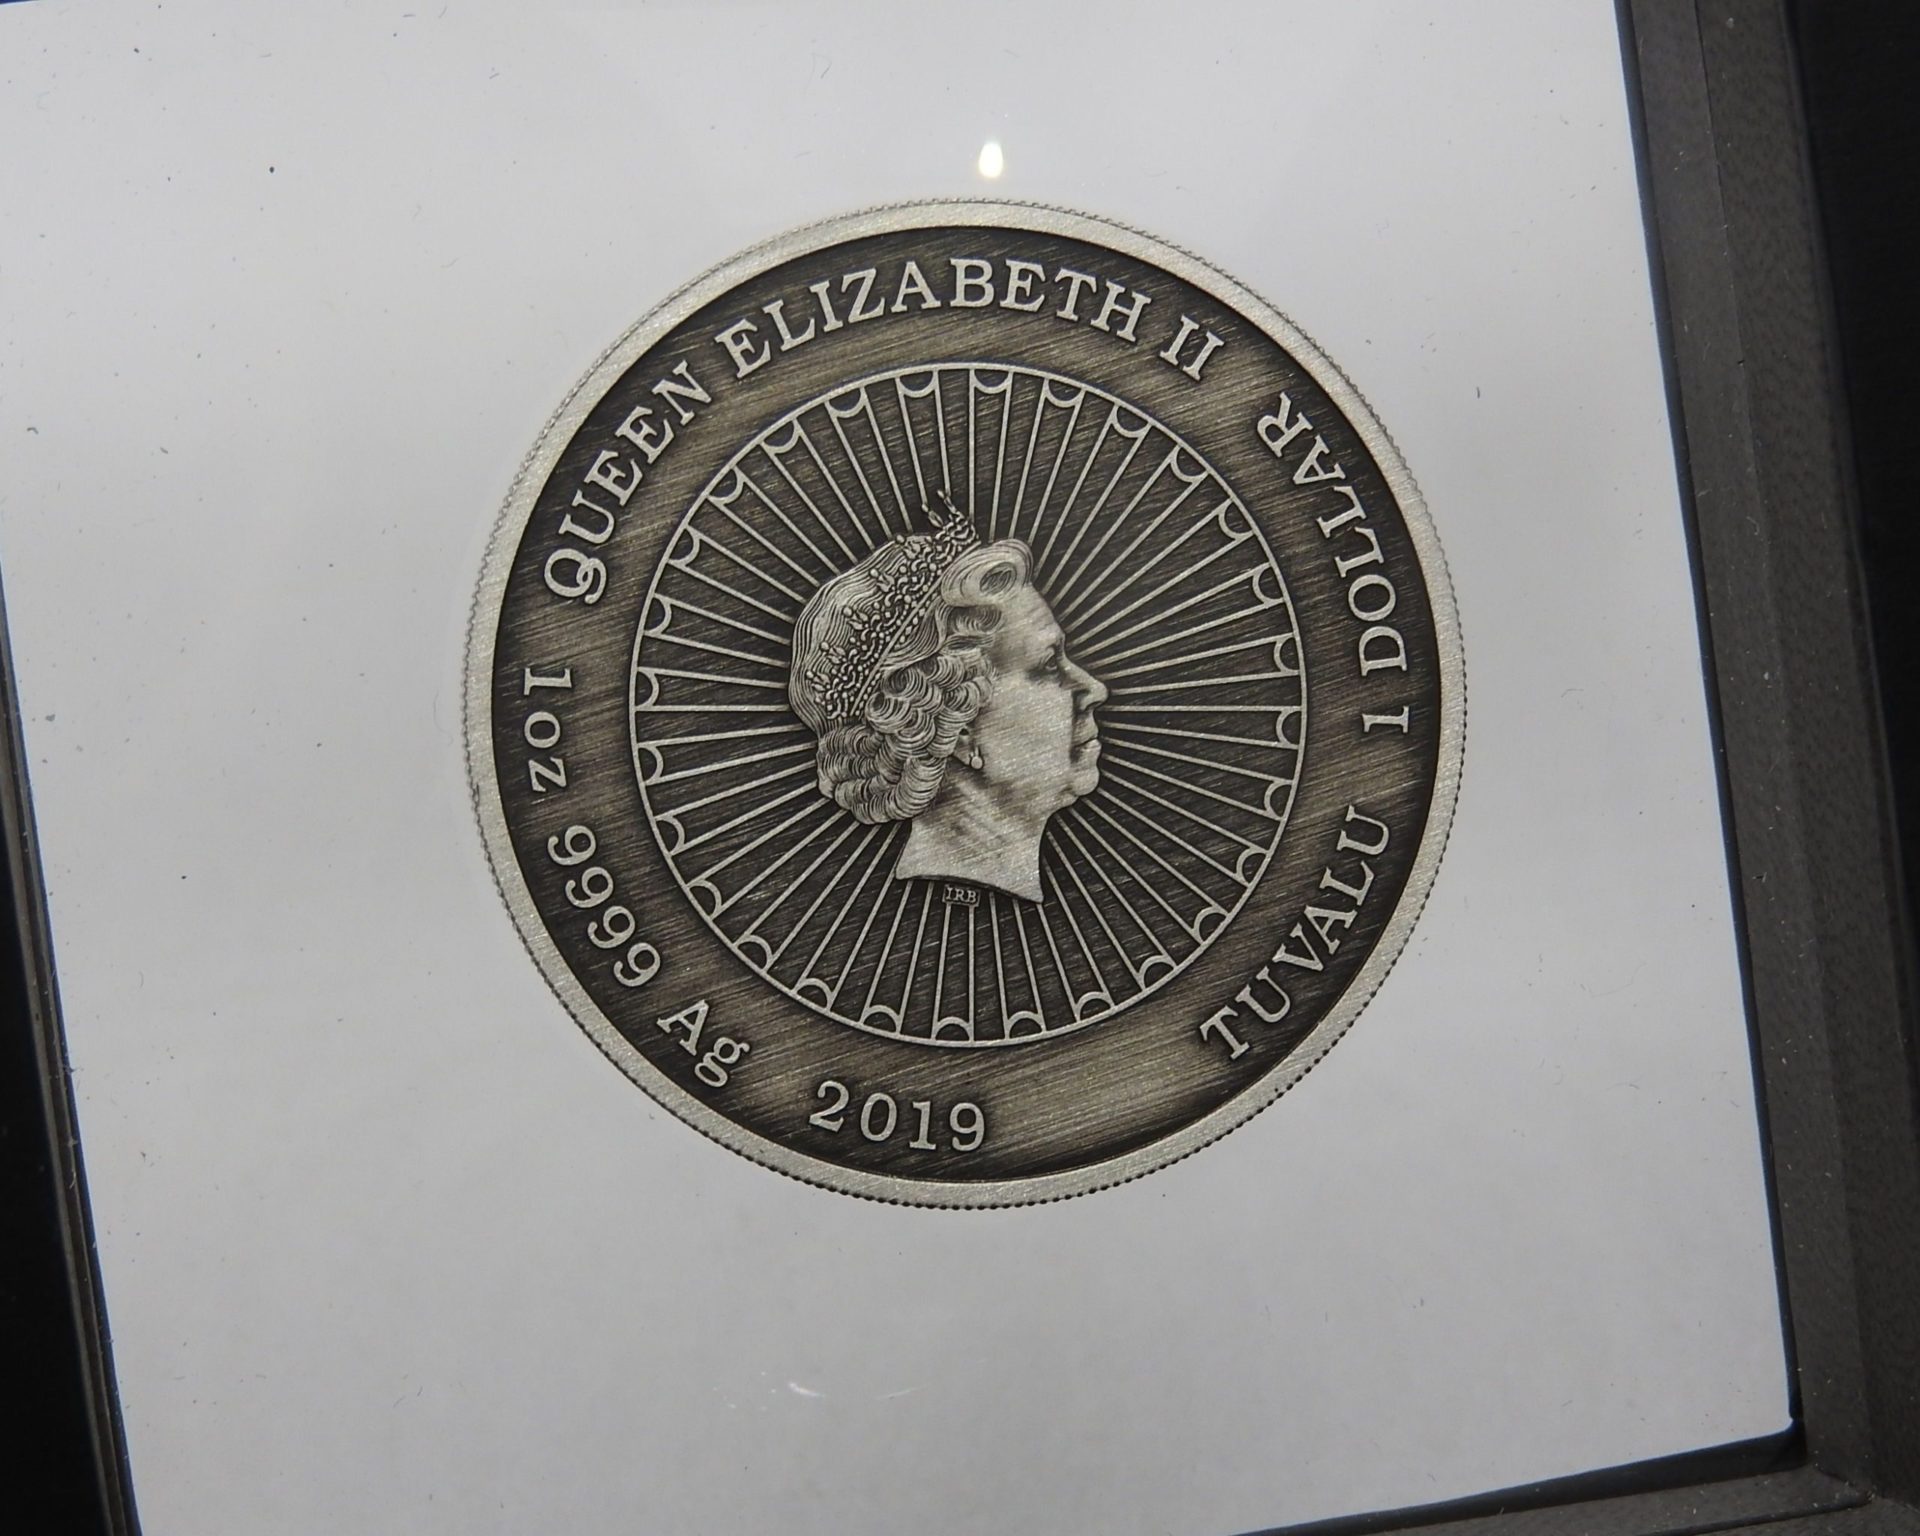 QUEEN ELIZABETH II
1 DOLLAR
TUVALU
1oz 9999 Ag
2019
IRB